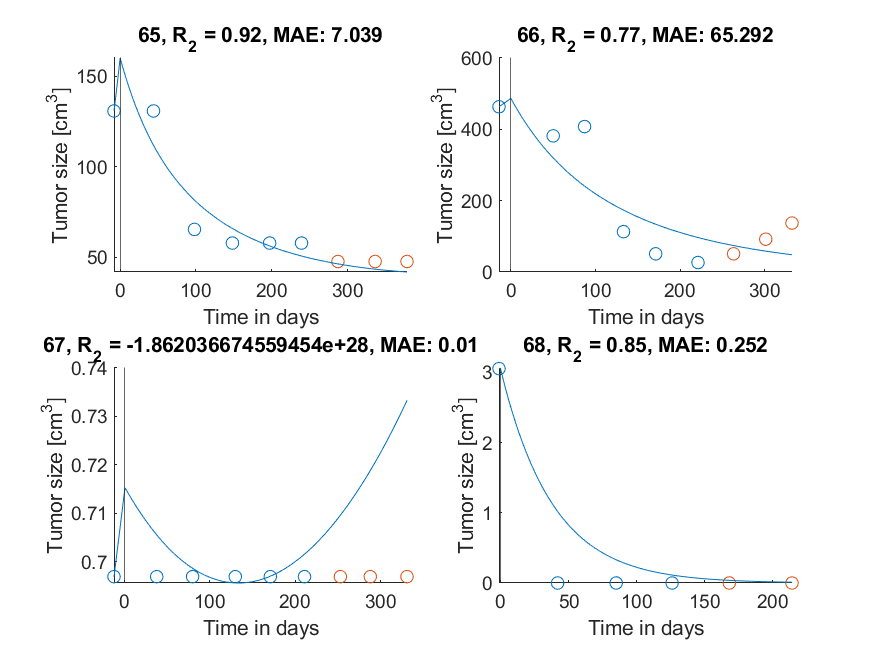 65, R2 = 0.92, MAE: 7.039
150
100
50
Tumor size [cm3]
0 100 200 300
Time in days
66, R2 = 0.77, MAE: 65.292
600
400
200
0
Tumor size [cm3]
0 100 200 300
Time in days
67, R2 = -1.862036674559454e+28, MAE: 0.01
0.74
0.73
0.72
0.71
0.7
Tumor size [cm3]
0 100 200 300
Time in days
68, R2 = 0.85, MAE: 0.252
3
2
1
0
Tumor size [cm3]
0 50 100 150 200
Time in days